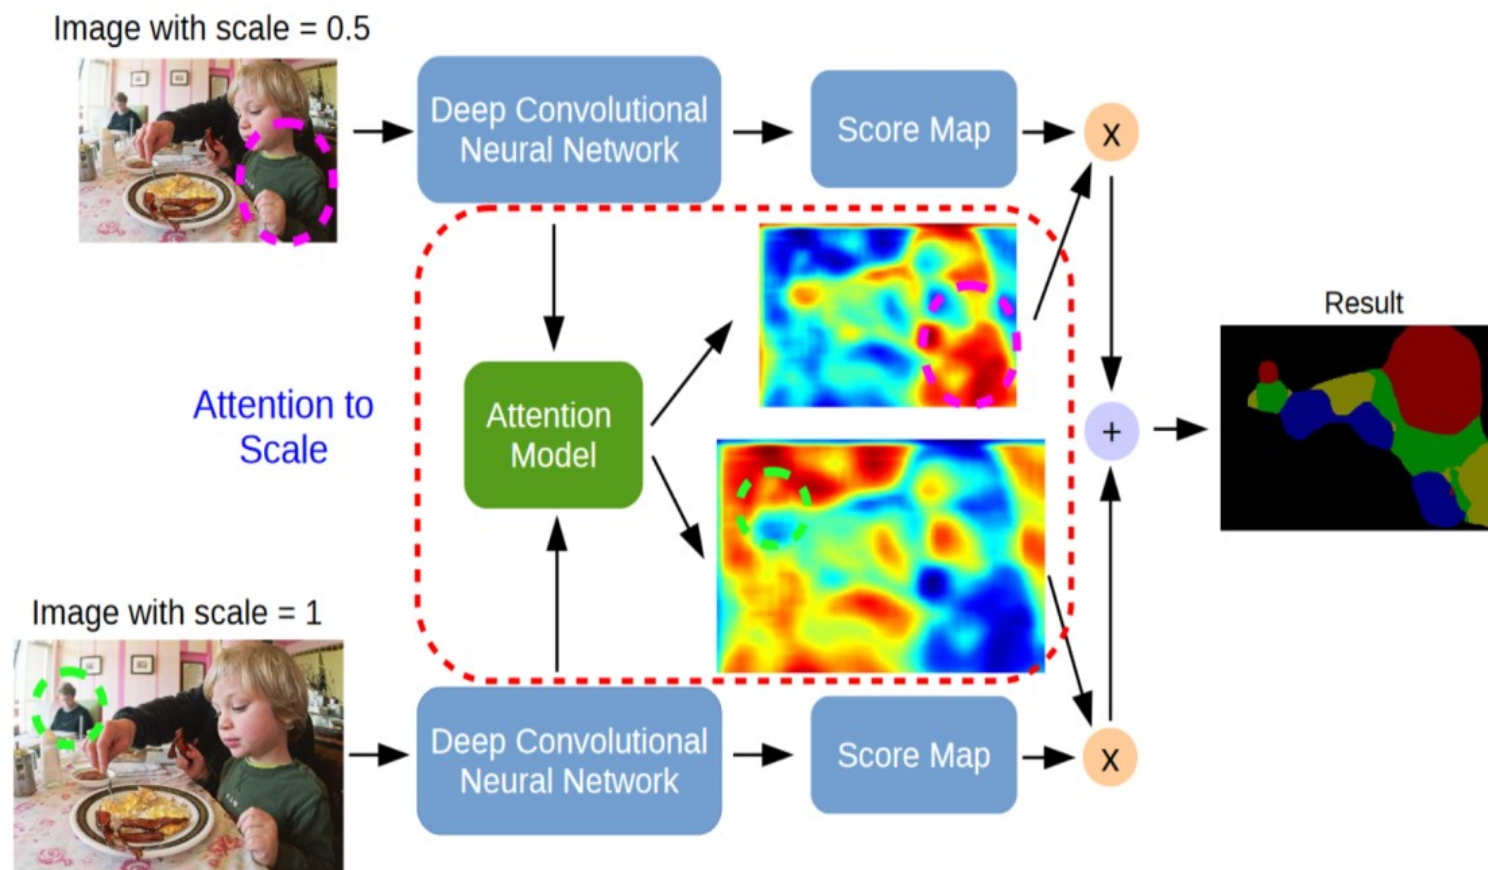 Image with scale = 0.5
Deep Convolutional
Neural Network
Score Map
x
Attention to
Scale
Attention
Model
+
Result
Image with scale = 1
Deep Convolutional
Neural Network
Score Map
x